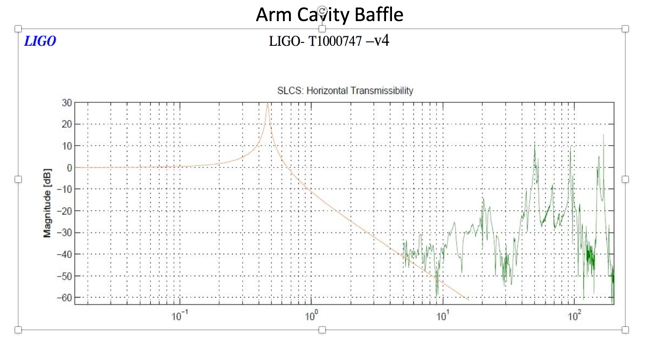 Arm Cavity Baffle
LIGO
LIGO- T1000747 –v4
SLCS: Horizontal Transmissibility
Magnitude [dB]
30
20
10
0
−10
−20
−30
−40
−50
−60
10⁻¹
10⁰
10¹
10²